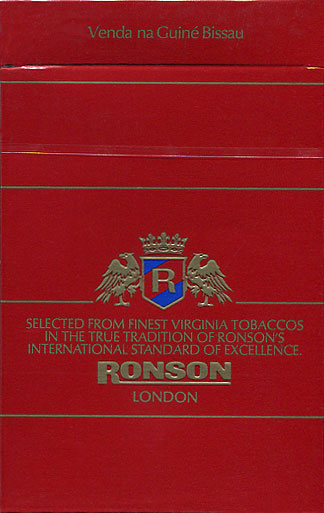 Venda na Guiné Bissau
R
SELECTED FROM FINEST VIRGINIA TOBACCOS
IN THE TRUE TRADITION OF RONSON'S
INTERNATIONAL STANDARD OF EXCELLENCE.
RONSON
LONDON